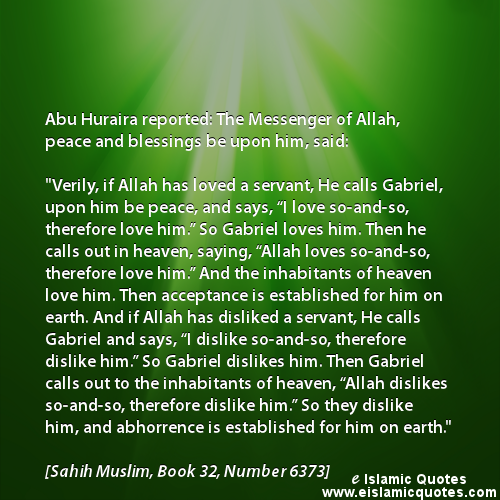 Abu Huraira reported: The Messenger of Allah,
peace and blessings be upon him, said:
"Verily, if Allah has loved a servant, He calls Gabriel,
upon him be peace, and says, “I love so-and-so,
therefore love him.” So Gabriel loves him. Then he
calls out in heaven, saying, “Allah loves so-and-so,
therefore love him.” And the inhabitants of heaven
love him. Then acceptance is established for him on
earth. And if Allah has disliked a servant, He calls
Gabriel and says, “I dislike so-and-so, therefore
dislike him.” So Gabriel dislikes him. Then Gabriel
calls out to the inhabitants of heaven, “Allah dislikes
so-and-so, therefore dislike him.” So they dislike
him, and abhorrence is established for him on earth."
[Sahih Muslim, Book 32, Number 6373]
e Islamic Quotes
www.eislamicquotes.com